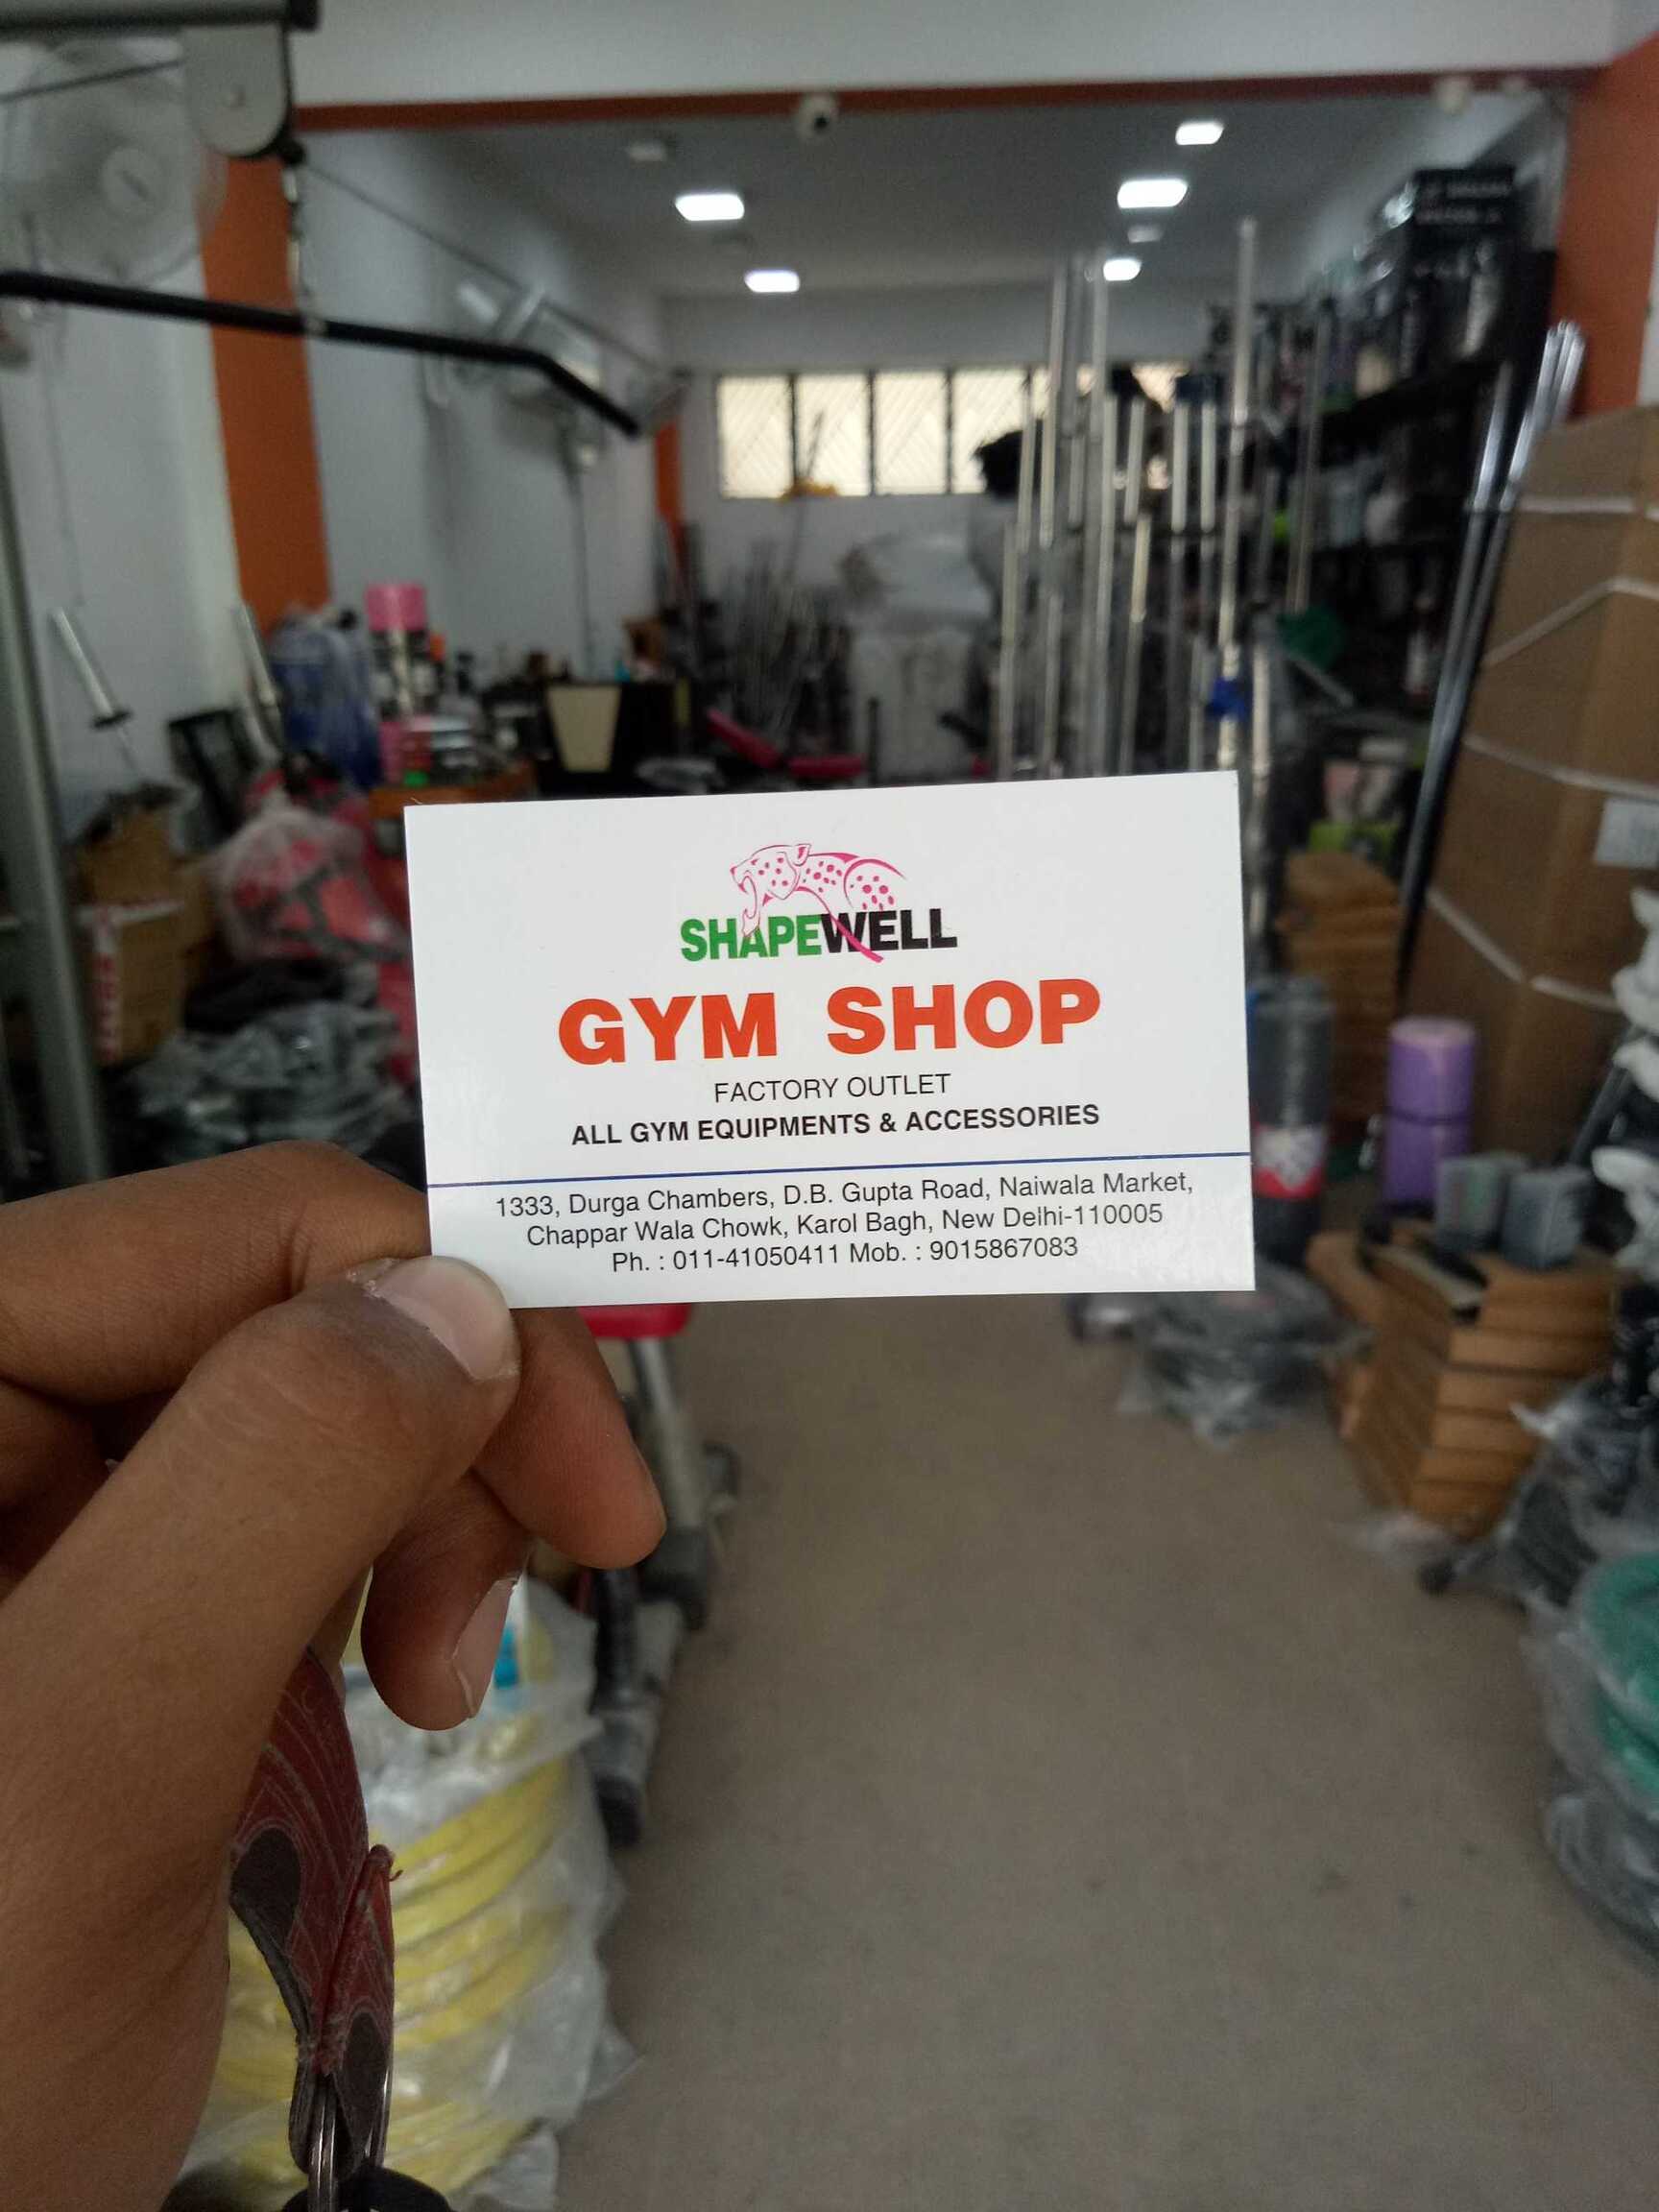 SHAPEWELL
GYM SHOP
FACTORY OUTLET
ALL GYM EQUIPMENTS & ACCESSORIES
1333, Durga Chambers, D.B. Gupta Road, Naiwala Market,
Chappar Wala Chowk, Karol Bagh, New Delhi-110005
Ph. : 011-41050411 Mob. : 9015867083